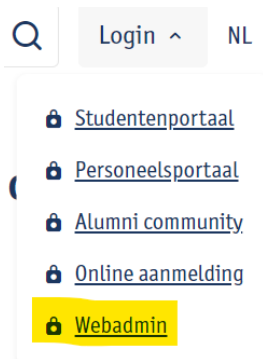 Login NL
Studentenportaal
Personeelsportaal
Alumni community
Online aanmelding
Webadmin